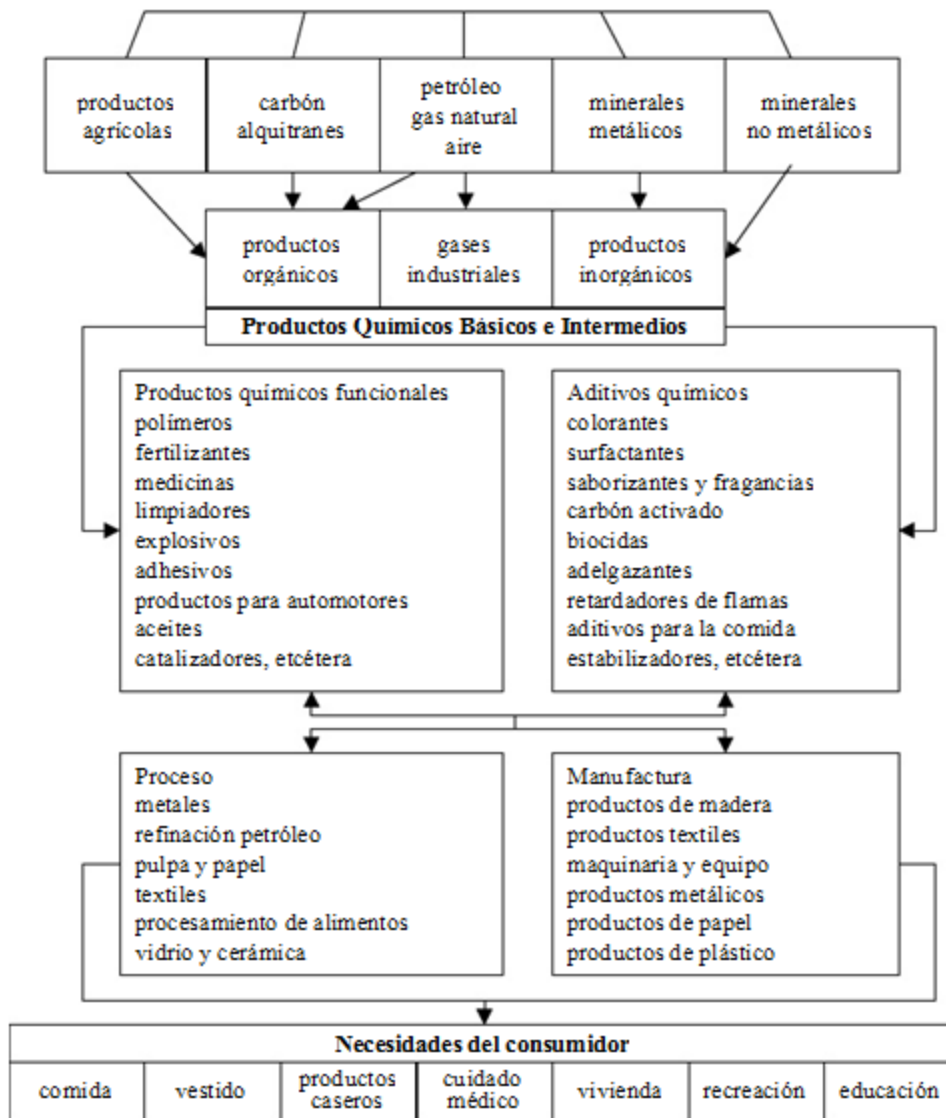 productos
agrícolas
carbón
alquitranes
petróleo
gas natural
aire
minerales
metálicos
minerales
no metálicos
productos
orgánicos
gases
industriales
productos
inorgánicos
Productos Químicos Básicos e Intermedios
Productos químicos funcionales
polímeros
fertilizantes
medicinas
limpiadores
explosivos
adhesivos
productos para automotores
aceites
catalizadores, etcétera
Aditivos químicos
colorantes
surfactantes
saborizantes y fragancias
carbón activado
biocidas
adelgazantes
retardadores de flamas
aditivos para la comida
estabilizadores, etcétera
Proceso
metales
refinación petróleo
pulpa y papel
textiles
procesamiento de alimentos
vidrio y cerámica
Manufactura
productos de madera
productos textiles
maquinaria y equipo
productos metálicos
productos de papel
productos de plástico
Necesidades del consumidor
comida
vestido
productos
caseros
cuidado
médico
vivienda
recreación
educación